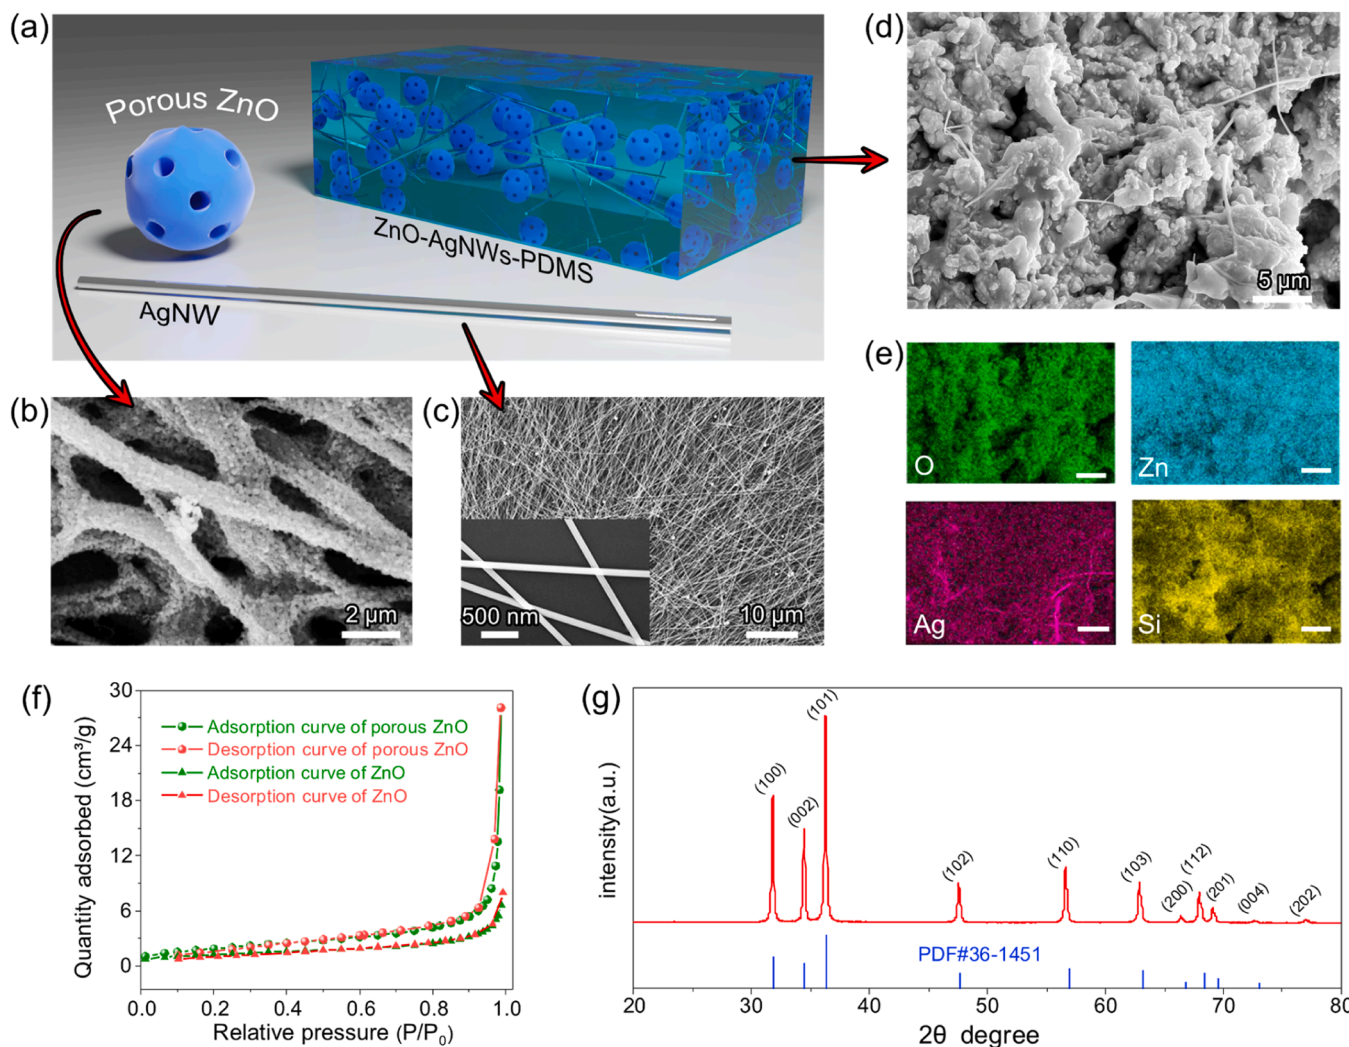 (a)
Porous ZnO
ZnO-AgNWs-PDMS
AgNW
(d)
5 μm
(b)
2 μm
(c)
500 nm
10 μm
(e)
O
Zn
Ag
Si
(f)
Quantity adsorbed (cm³/g)
30
24
18
12
6
0
Adsorption curve of porous ZnO
Desorption curve of porous ZnO
Adsorption curve of ZnO
Desorption curve of ZnO
0.0 0.2 0.4 0.6 0.8 1.0
Relative pressure (P/P₀)
(g)
intensity(a.u.)
(100)
(002)
(101)
(102)
(110)
(103)
(200)
(112)
(201)
(004)
(202)
PDF#36-1451
20 30 40 50 60 70 80
2θ degree